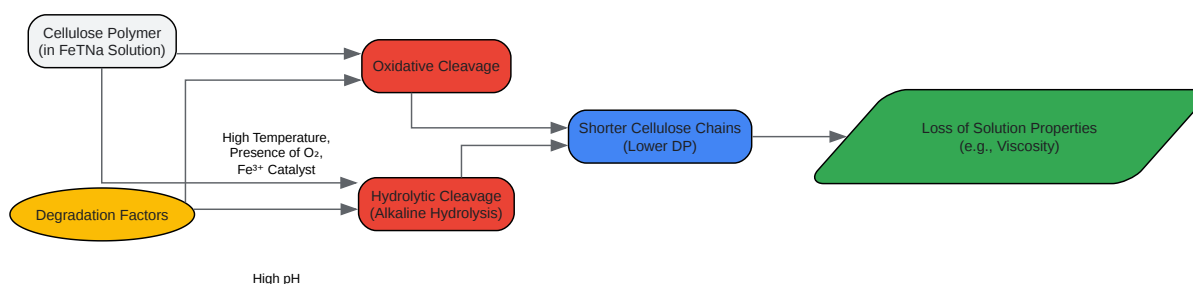 Cellulose Polymer
(in FeTNa Solution)
Oxidative Cleavage
High Temperature,
Presence of O₂,
Fe³⁺ Catalyst
Shorter Cellulose Chains
(Lower DP)
Loss of Solution Properties
(e.g., Viscosity)
Degradation Factors
Hydrolytic Cleavage
(Alkaline Hydrolysis)
High pH